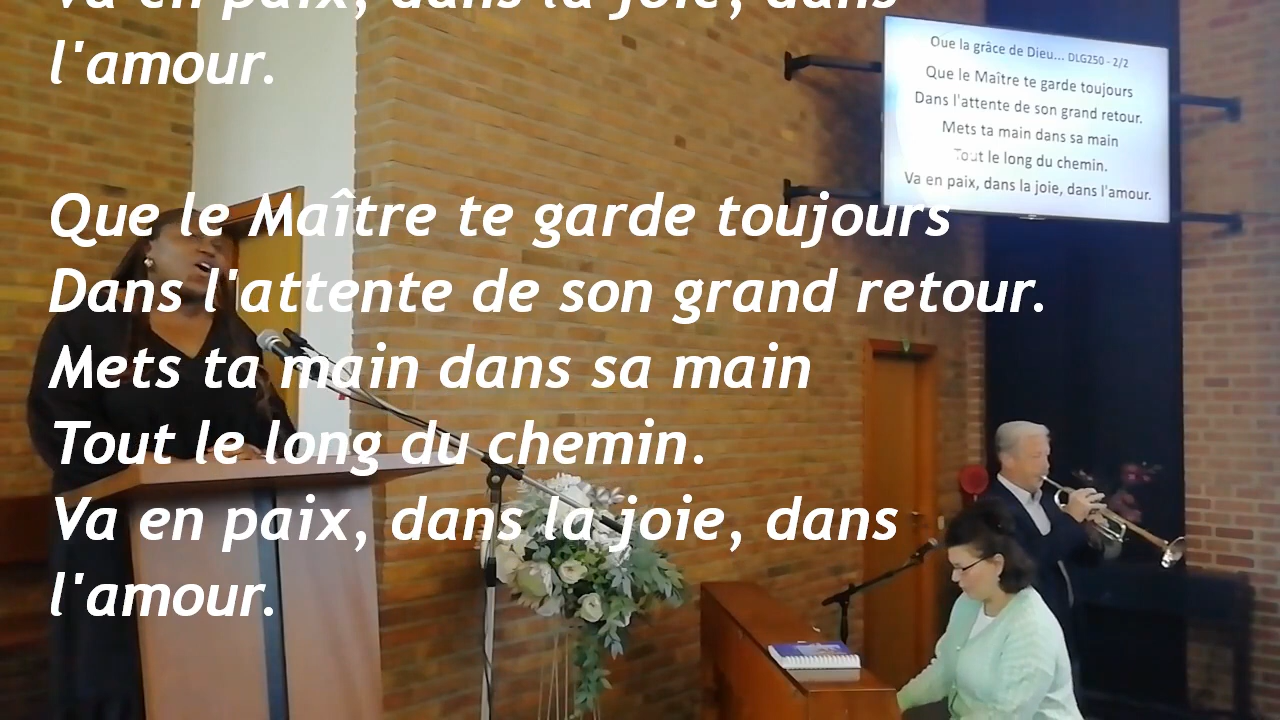 Va en paix, dans la joie, dans
l'amour.
Que le Maître te garde toujours
Dans l'attente de son grand retour.
Mets ta main dans sa main
Tout le long du chemin.
Va en paix, dans la joie, dans
l'amour.
Que la grâce de Dieu... DLG250 - 2/2
Que le Maître te garde toujours
Dans l'attente de son grand retour.
Mets ta main dans sa main
Tout le long du chemin.
Va en paix, dans la joie, dans l'amour.